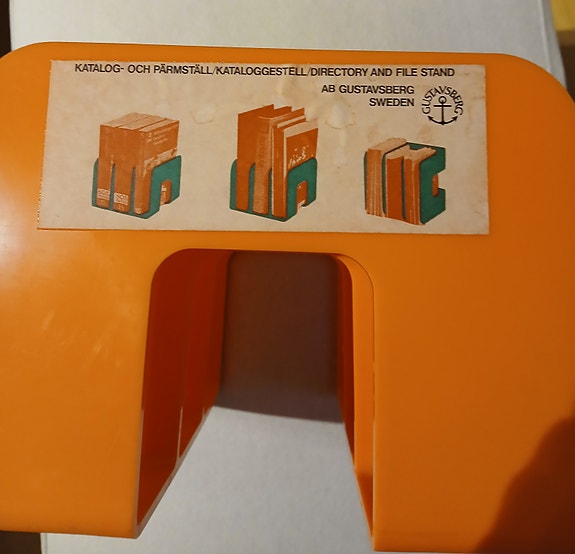 KATALOG- OCH PÄRMSTÄLL/KATALOGGESTELL/DIRECTORY AND FILE STAND
AB GUSTAVSBERG
SWEDEN
GUSTAVSBERG